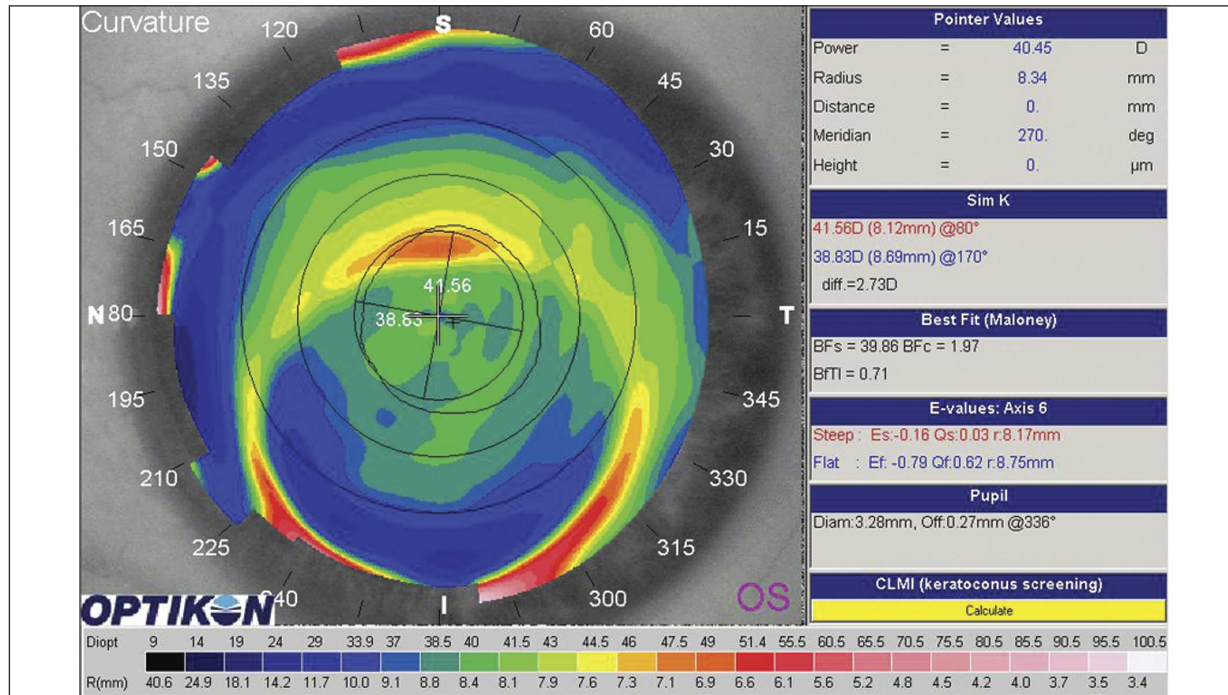 Curvature
120
S
60
135
45
150
30
165
15
N 180
T
195
345
210
330
225
315
240
I
300
41.56
38.83
OS
OPTIKON
Pointer Values
Power = 40.45 D
Radius = 8.34 mm
Distance = 0. mm
Meridian = 270. deg
Height = 0. µm
Sim K
41.56D (8.12mm) @80°
38.83D (8.69mm) @170°
diff.=2.73D
Best Fit (Maloney)
BFs = 39.86 BFc = 1.97
BfTI = 0.71
E-values: Axis 6
Steep : Es:-0.16 Qs:0.03 r:8.17mm
Flat : Ef: -0.79 Qf:0.62 r:8.75mm
Pupil
Diam:3.28mm, Off:0.27mm @336°
CLMI (keratoconus screening)
Calculate
Diopt 9 14 19 24 29 33.9 37 38.5 40 41.5 43 44.5 46 47.5 49 51.4 55.5 60.5 65.5 70.5 75.5 80.5 85.5 90.5 95.5 100.5
R(mm) 40.6 24.9 18.1 14.2 11.7 10.0 9.1 8.8 8.4 8.1 7.9 7.6 7.3 7.1 6.9 6.6 6.1 5.6 5.2 4.8 4.5 4.2 4.0 3.7 3.5 3.4